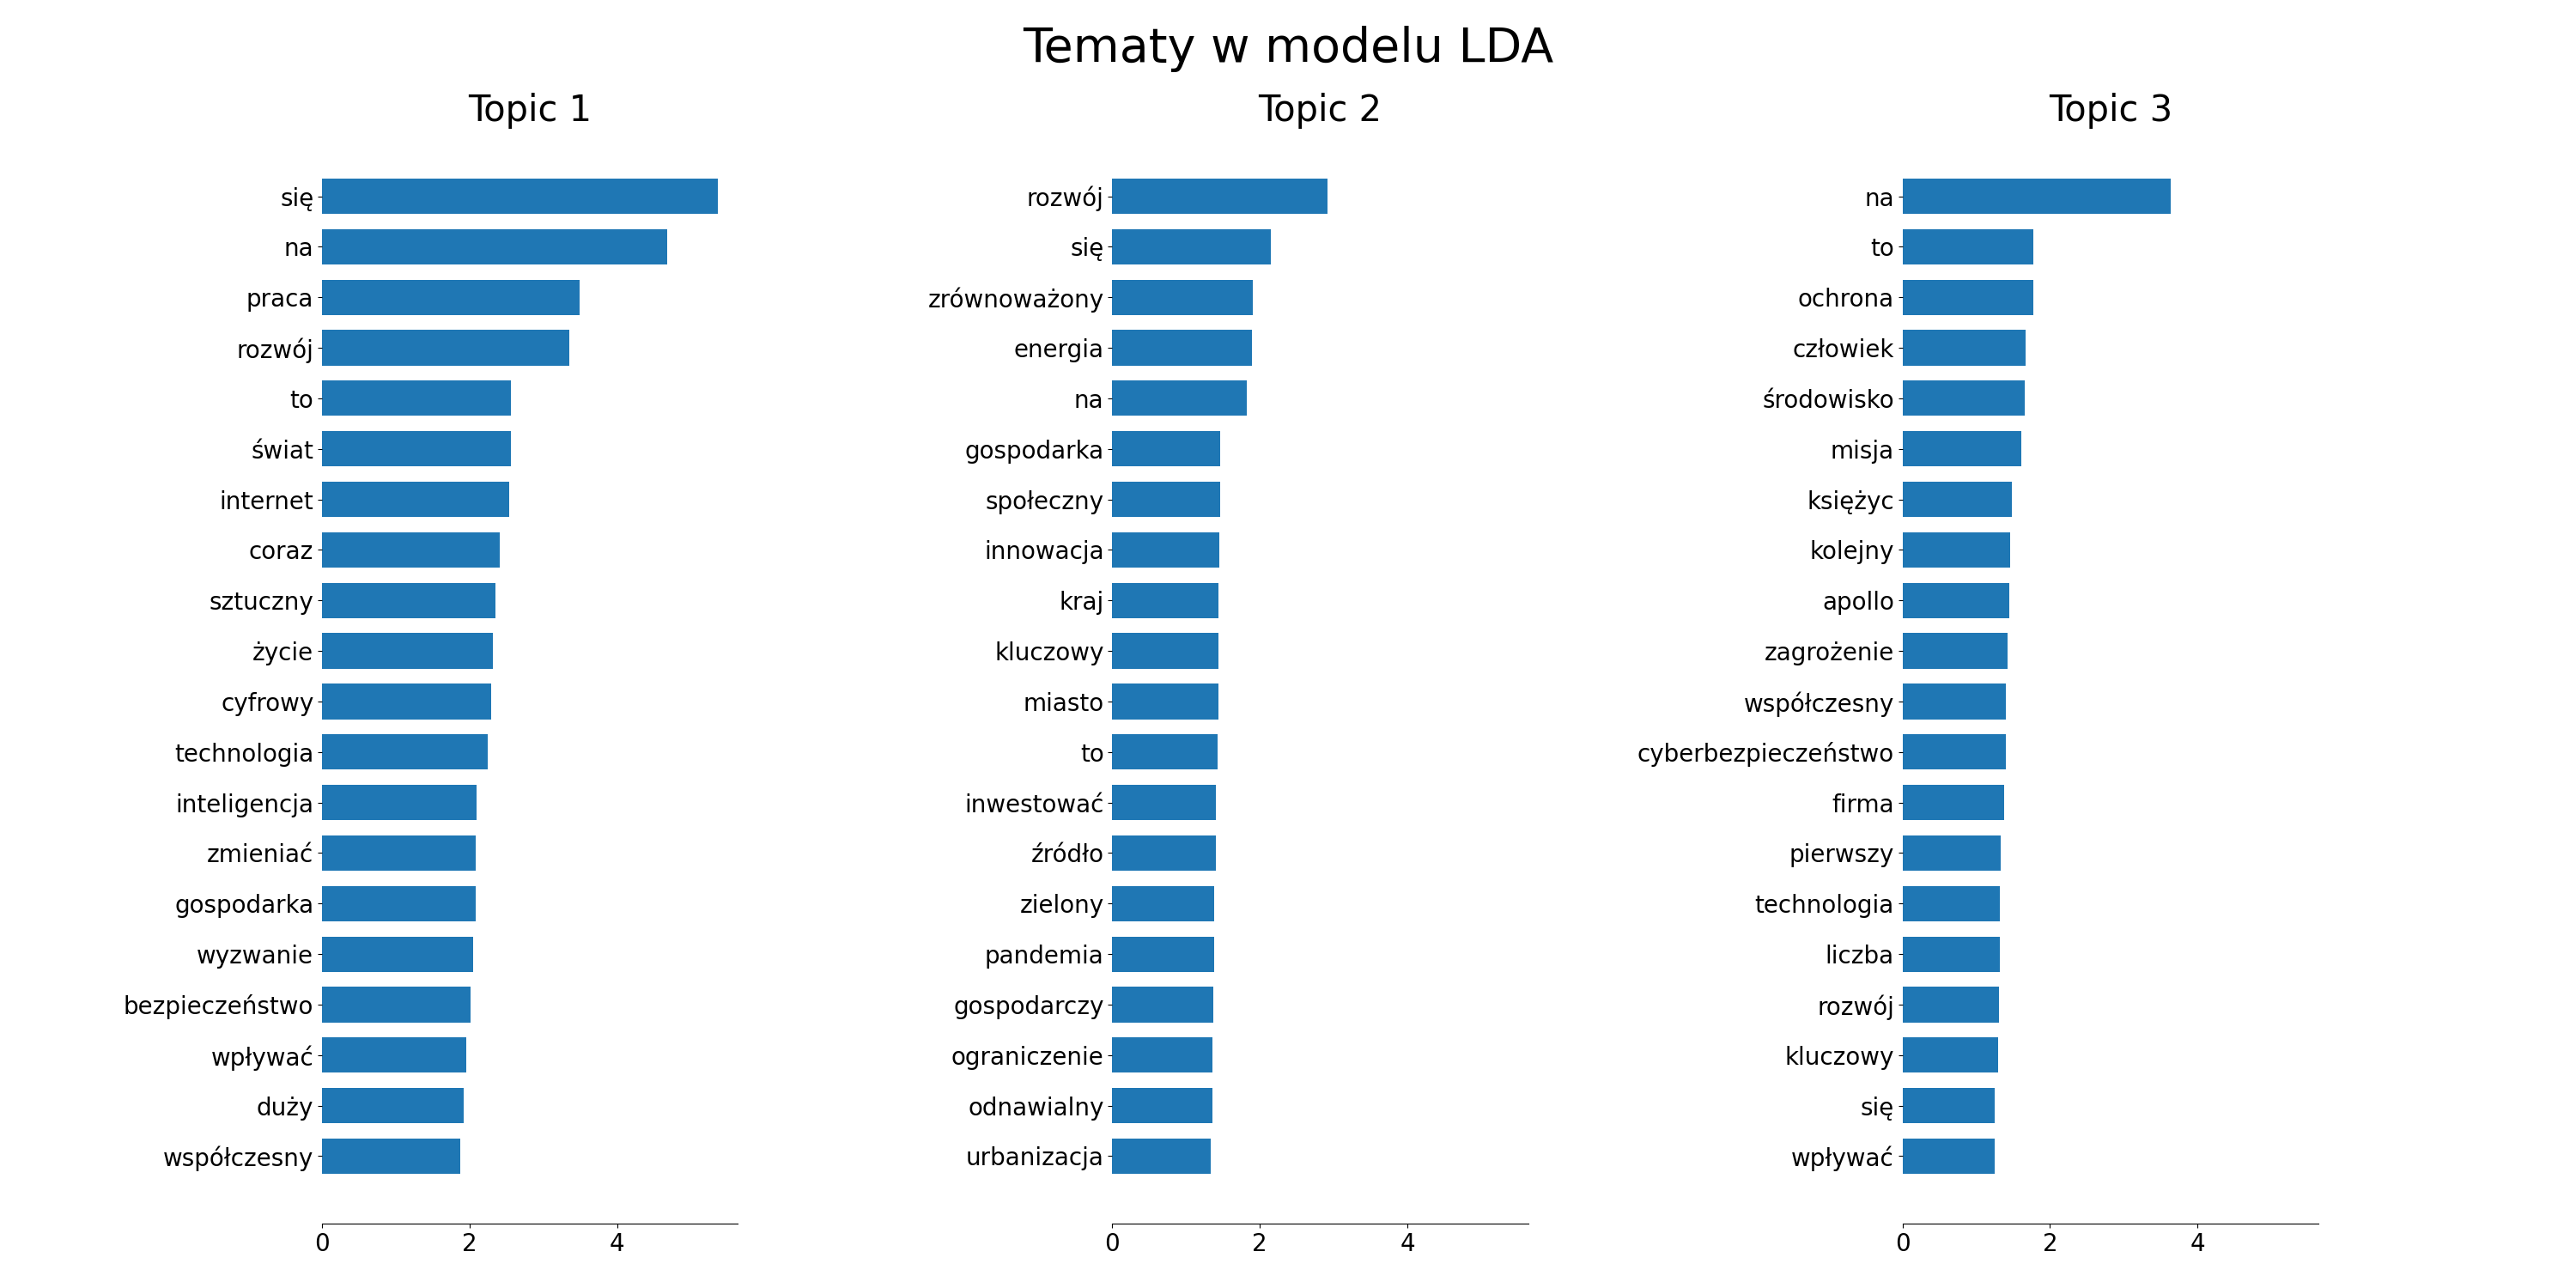 Tematy w modelu LDA
Topic 1
się
na
praca
rozwój
to
świat
internet
coraz
sztuczny
życie
cyfrowy
technologia
inteligencja
zmieniać
gospodarka
wyzwanie
bezpieczeństwo
wpływać
duży
współczesny
0 2 4
Topic 2
rozwój
się
zrównoważony
energia
na
gospodarka
społeczny
innowacja
kraj
kluczowy
miasto
to
inwestować
źródło
zielony
pandemia
gospodarczy
ograniczenie
odnawialny
urbanizacja
0 2 4
Topic 3
na
to
ochrona
człowiek
środowisko
misja
księżyc
kolejny
apollo
zagrożenie
współczesny
cyberbezpieczeństwo
firma
pierwszy
technologia
liczba
rozwój
kluczowy
się
wpływać
0 2 4